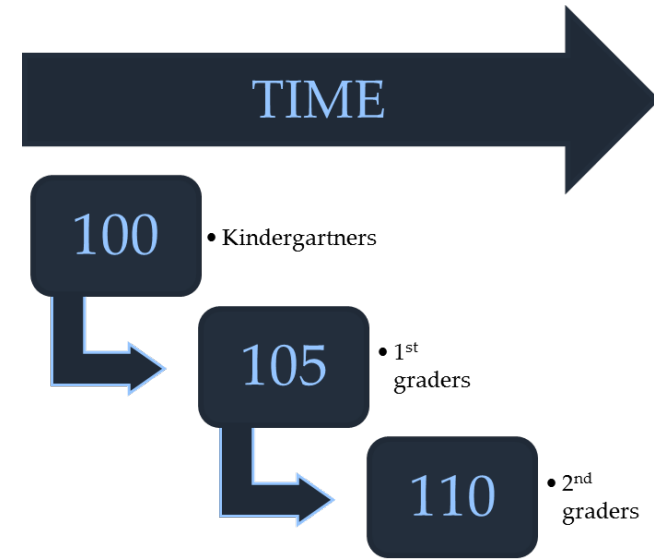 TIME
100
• Kindergartners
105
• 1st
graders
110
• 2nd
graders